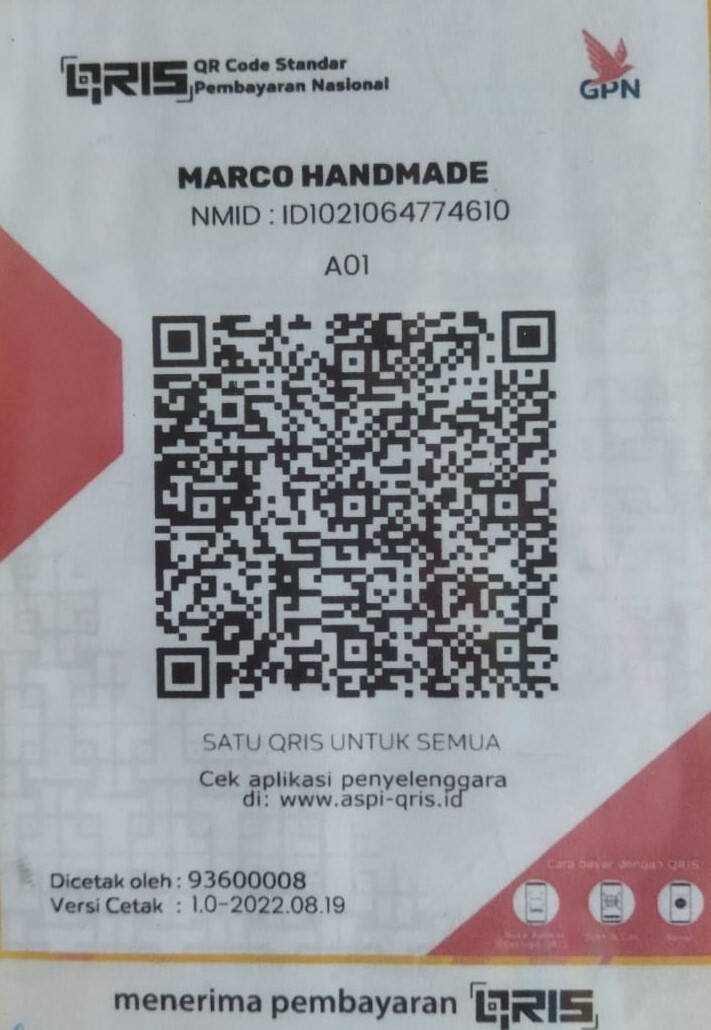 QRIS QR Code Standar
Pembayaran Nasional
GPN
MARCO HANDMADE
NMID : ID1021064774610
A01
SATU QRIS UNTUK SEMUA
Cek aplikasi penyelenggara
di: www.aspi-qris.id
Dicetak oleh : 93600008
Versi Cetak : 1.0-2022.08.19
Cara bayar dengan QRIS
menerima pembayaran QRIS